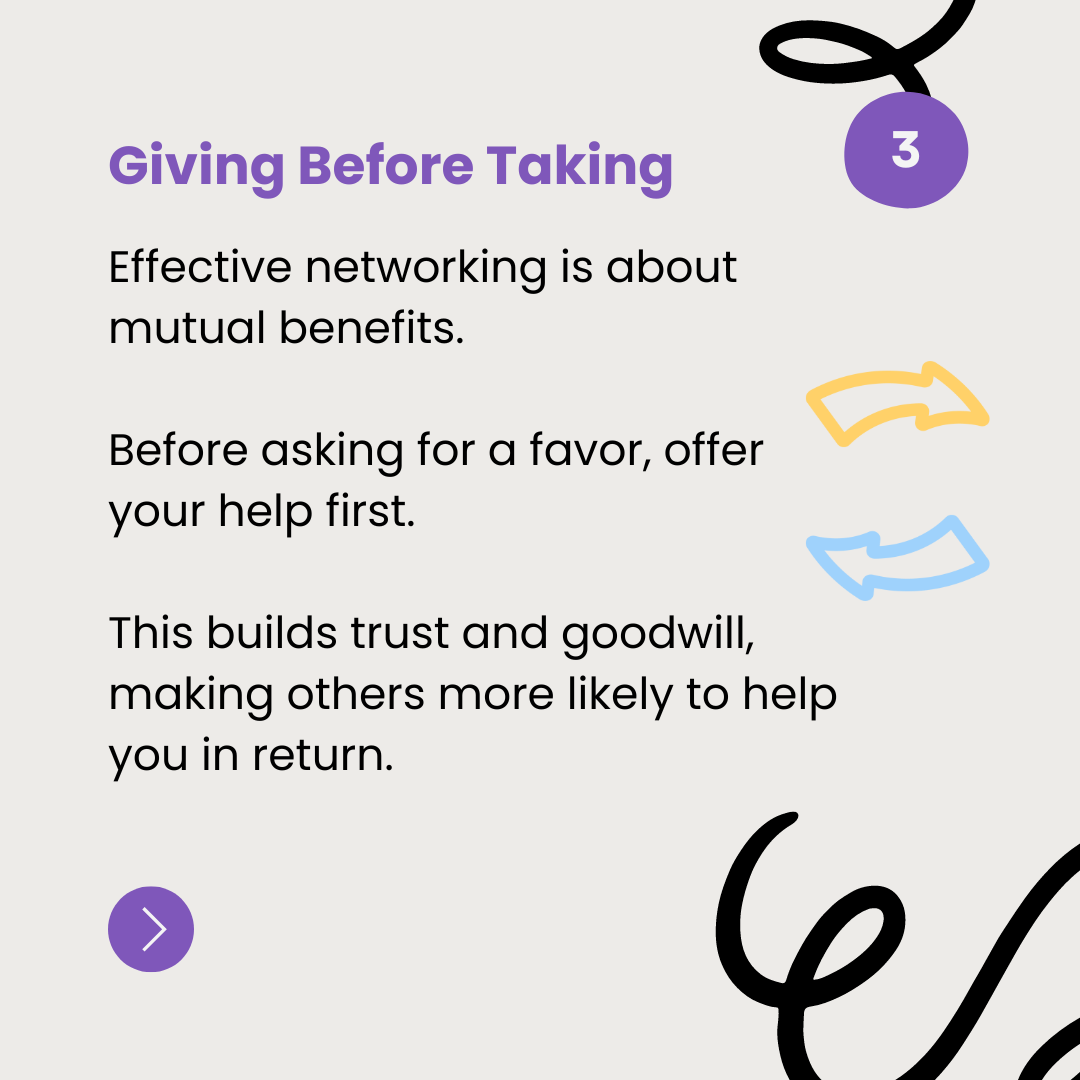 3
Giving Before Taking
Effective networking is about
mutual benefits.
Before asking for a favor, offer
your help first.
This builds trust and goodwill,
making others more likely to help
you in return.